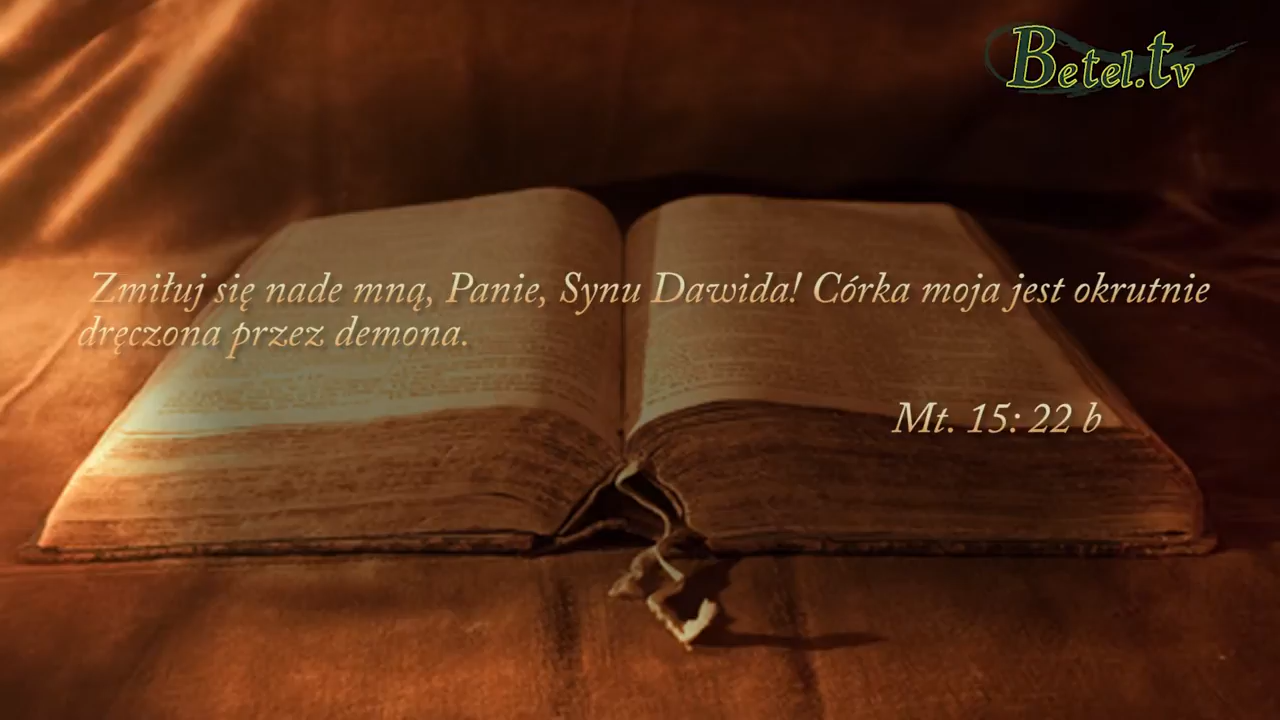 Betel.tv
Zmiłuj się nade mną, Panie, Synu Dawida! Córka moja jest okrutnie
dręczona przez demona.
Mt. 15: 22 b